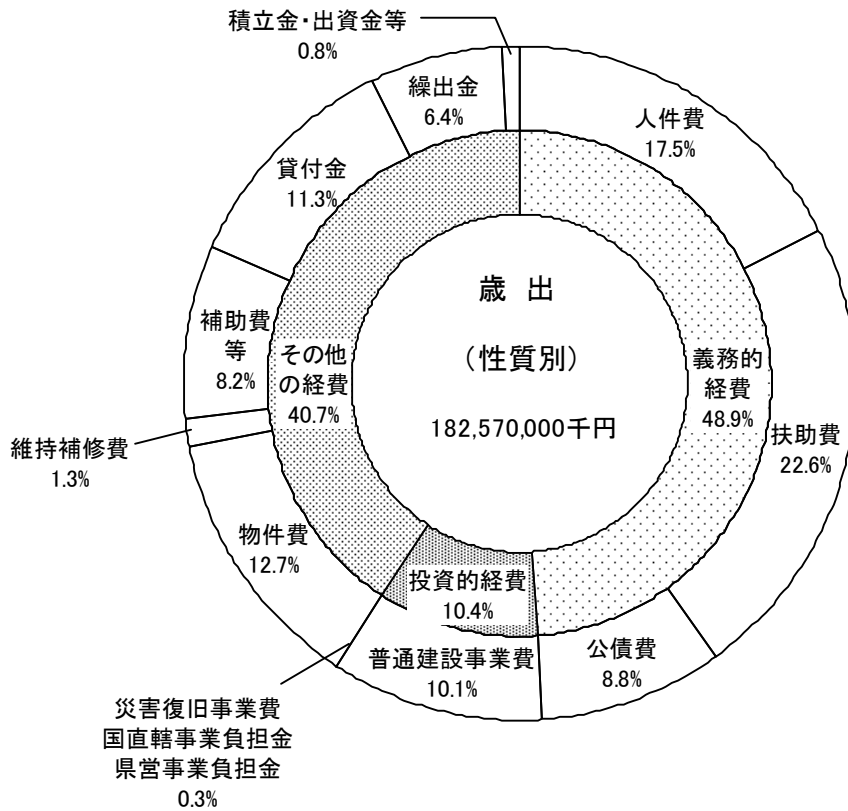 積立金・出資金等
0.8%
繰出金
6.4%
人件費
17.5%
貸付金
11.3%
歳 出
(性質別)
182,570,000千円
補助費
等
8.2%
その他
の経費
40.7%
義務的
経費
48.9%
扶助費
22.6%
維持補修費
1.3%
物件費
12.7%
投資的経費
10.4%
普通建設事業費
10.1%
公債費
8.8%
災害復旧事業費
国直轄事業負担金
県営事業負担金
0.3%